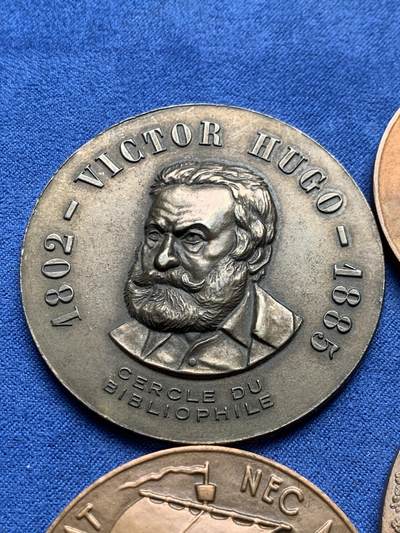 1802 - VICTOR HUGO - 1885
CERCLE DU
BIBLIOPHILE
NEC